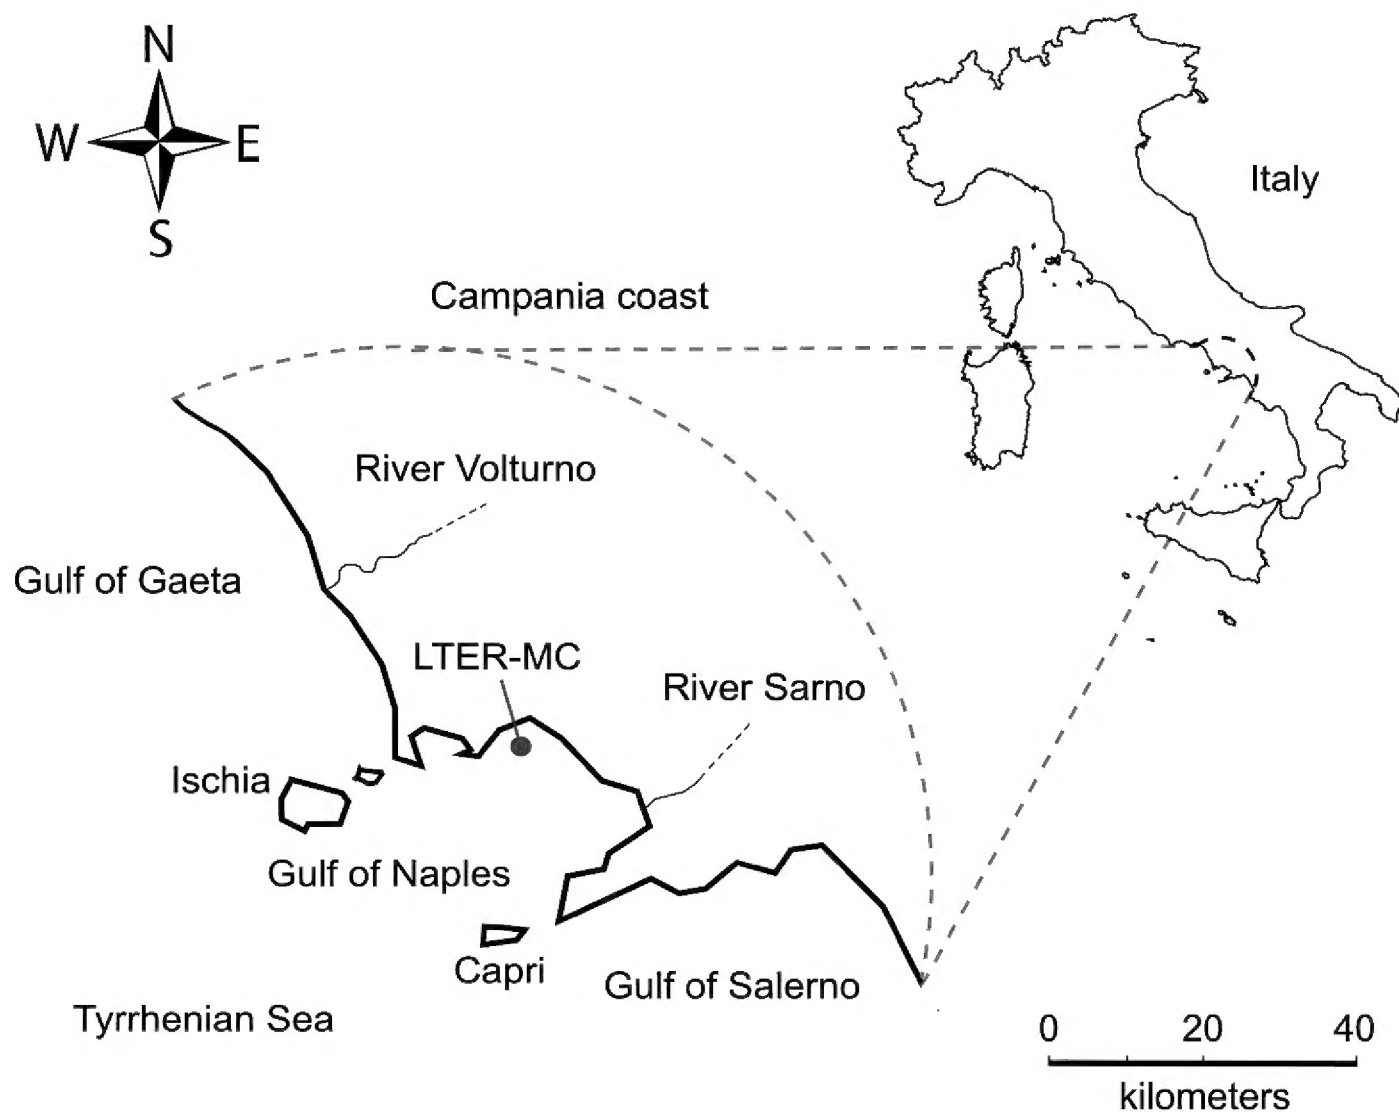 N
W E
S
Italy
Campania coast
River Volturno
Gulf of Gaeta
LTER-MC
River Sarno
Ischia
Gulf of Naples
Capri
Gulf of Salerno
Tyrrhenian Sea
0 20 40
kilometers